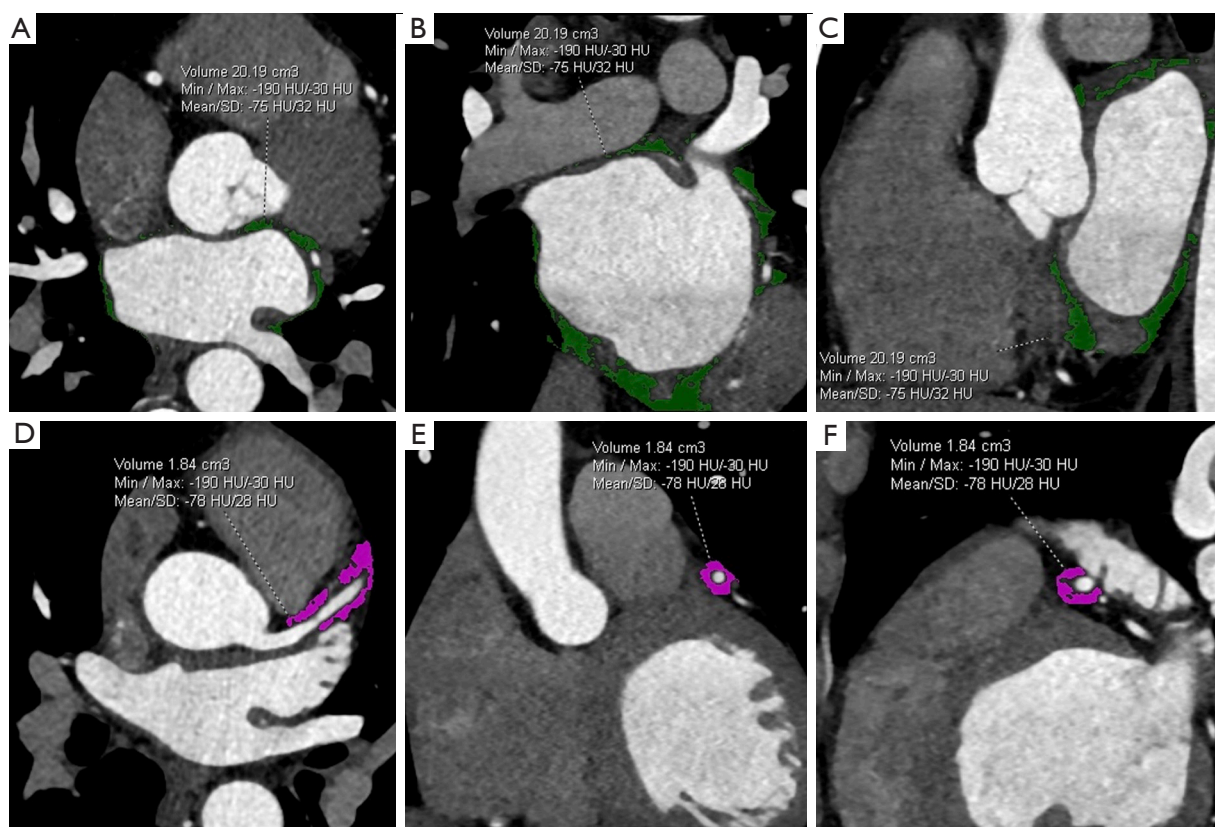 A
Volume 20.19 cm3
Min / Max: -190 HU/-30 HU
Mean/SD: -75 HU/32 HU
B
Volume 20.19 cm3
Min / Max: -190 HU/-30 HU
Mean/SD: -75 HU/32 HU
C
Volume 20.19 cm3
Min / Max: -190 HU/-30 HU
Mean/SD: -75 HU/32 HU
D
Volume 1.84 cm3
Min / Max: -190 HU/-30 HU
Mean/SD: -78 HU/28 HU
E
Volume 1.84 cm3
Min / Max: -190 HU/-30 HU
Mean/SD: -78 HU/28 HU
F
Volume 1.84 cm3
Min / Max: -190 HU/-30 HU
Mean/SD: -78 HU/28 HU